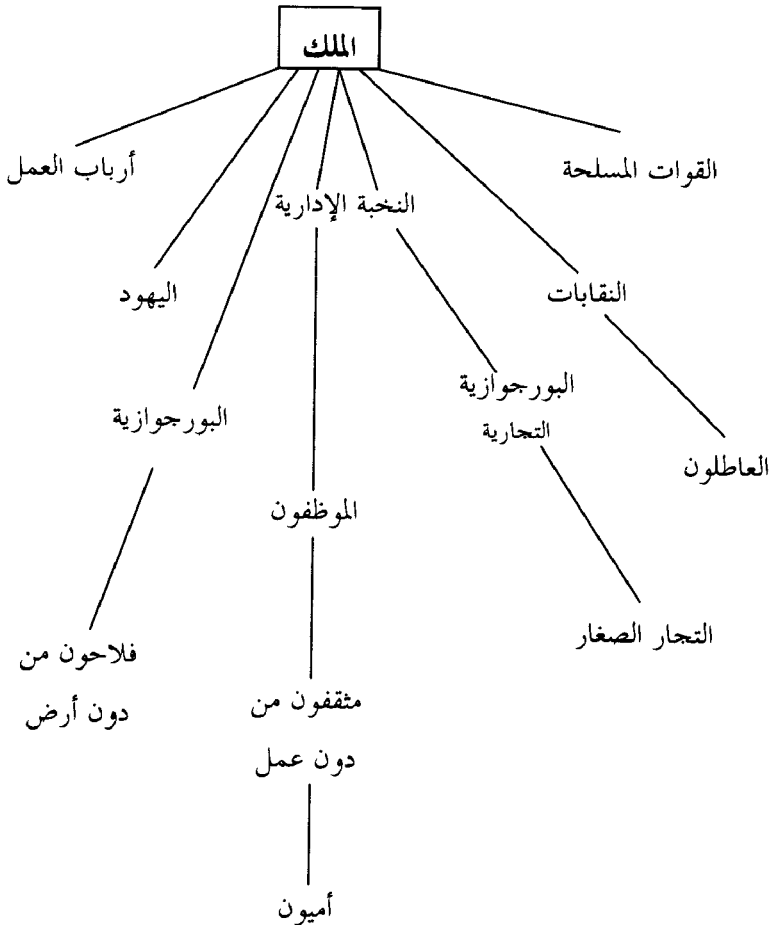 الملك
القوات المسلحة
أرباب العمل
النخبة الإدارية
النقابات
اليهود
البورجوازية
التجارية
البورجوازية
العاطلون
الموظفون
التجار الصغار
فلاحون من
دون أرض
مثقفون من
دون عمل
أميون